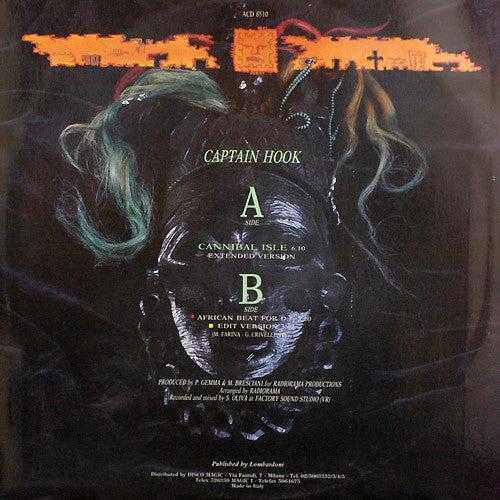 ACD 8510
CAPTAIN HOOK
A
SIDE
CANNIBAL ISLE 6.10
EXTENDED VERSION
B
SIDE
AFRICAN BEAT FOR D.J.
EDIT VERSION
(M. FARINA - G. CRIVELLENTE)
PRODUCED by P. GEMMA & M. BRESCIANI for RADIORAMA PRODUCTIONS
Arranged by RADIORAMA
Recorded and mixed by S. OLIVA at FACTORY SOUND STUDIO (VR)
Published by Lombardoni
Distributed by DISCO MAGIC - Via Fantoli, 7 - Milano - Tel. 02/5063352/3/4/5
Telex 326350 MAGIC I - Telefax 5064675
Made in Italy